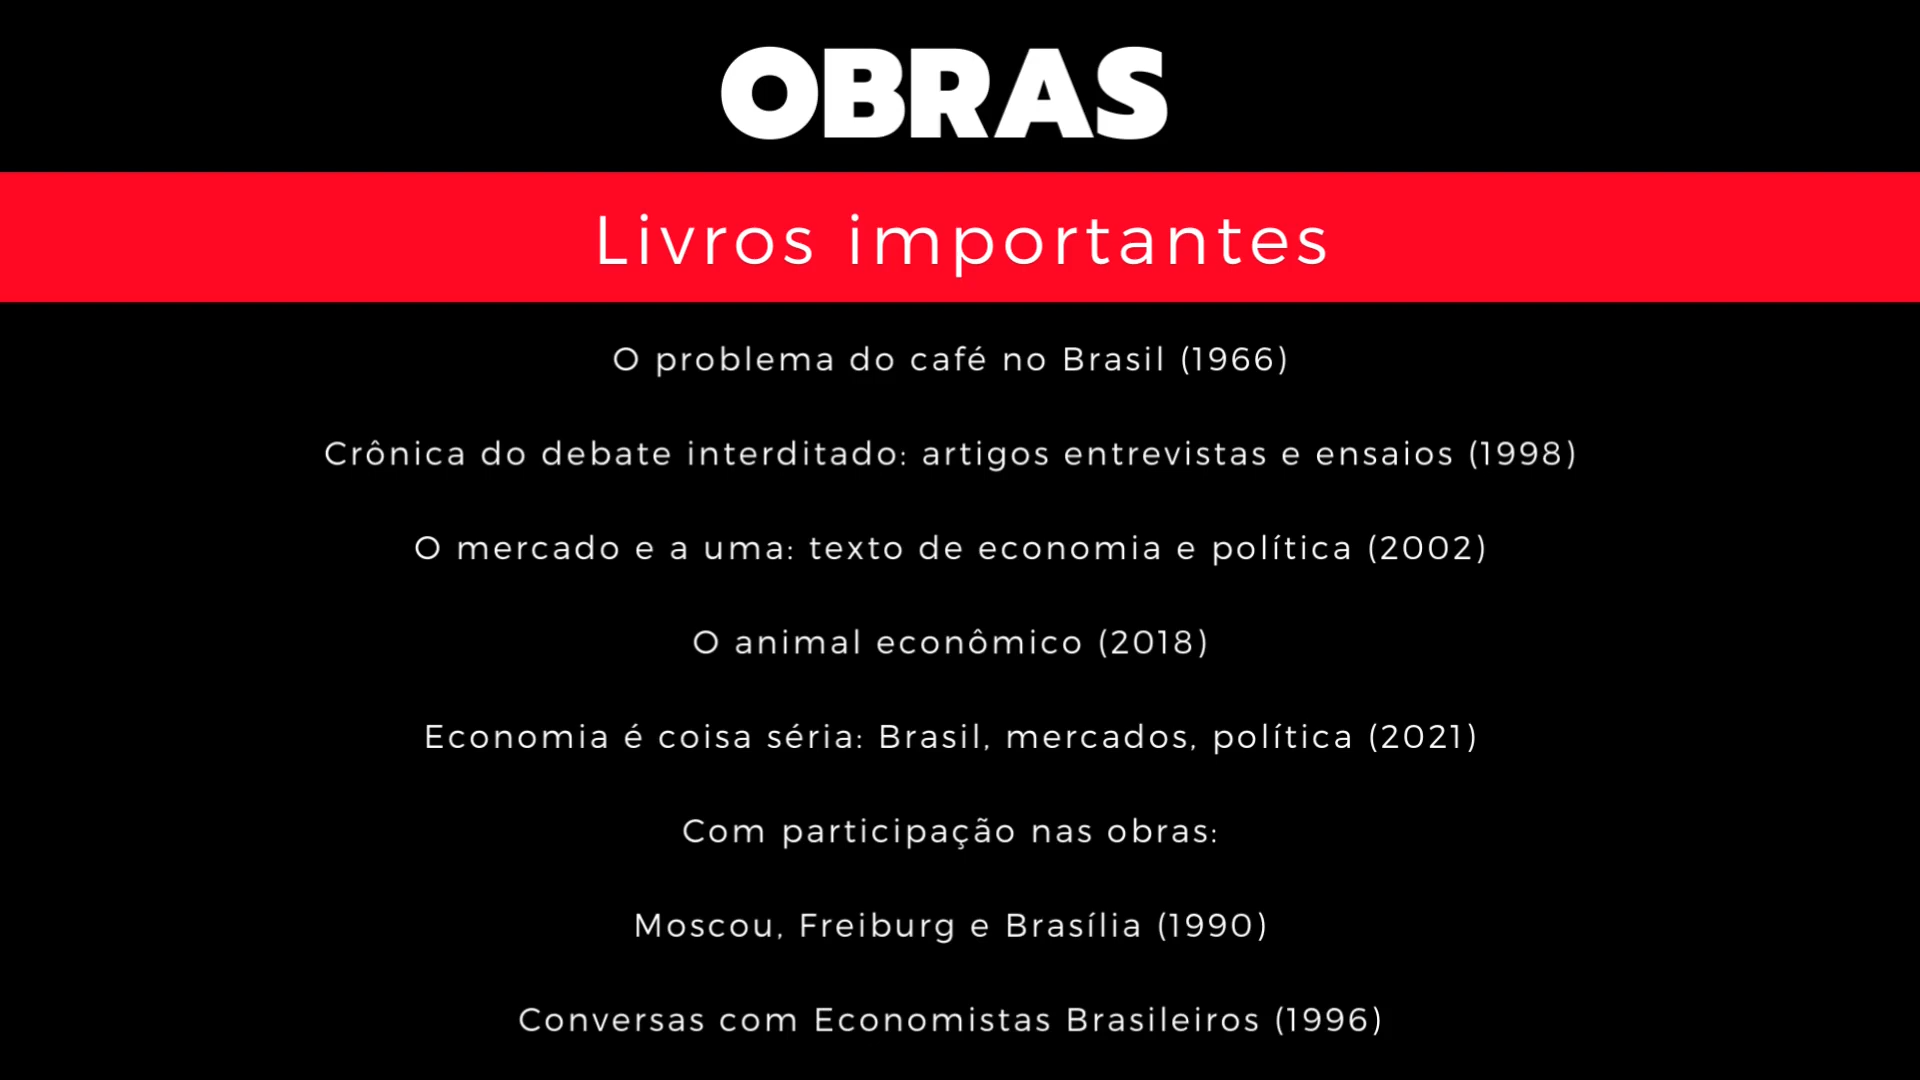 OBRAS
Livros importantes
O problema do café no Brasil (1966)
Crônica do debate interditado: artigos entrevistas e ensaios (1998)
O mercado e a uma: texto de economia e política (2002)
O animal econômico (2018)
Economia é coisa séria: Brasil, mercados, política (2021)
Com participação nas obras:
Moscou, Freiburg e Brasília (1990)
Conversas com Economistas Brasileiros (1996)